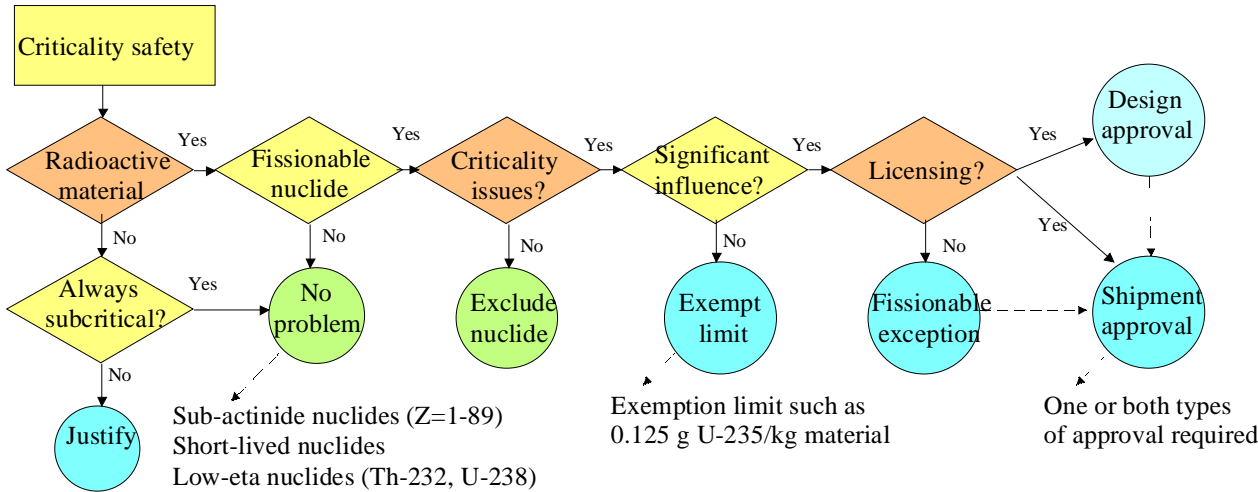 Criticality safety
Radioactive
material
Yes
Fissionable
nuclide
Yes
Criticality
issues?
Yes
Significant
influence?
Yes
Licensing?
Yes
Design
approval
Yes
No
No
No
No
No
Always
subcritical?
Yes
No
problem
Exclude
nuclide
Exempt
limit
Fissionable
exception
Shipment
approval
No
Justify
Sub-actinide nuclides (Z=1-89)
Short-lived nuclides
Low-eta nuclides (Th-232, U-238)
Exemption limit such as
0.125 g U-235/kg material
One or both types
of approval required